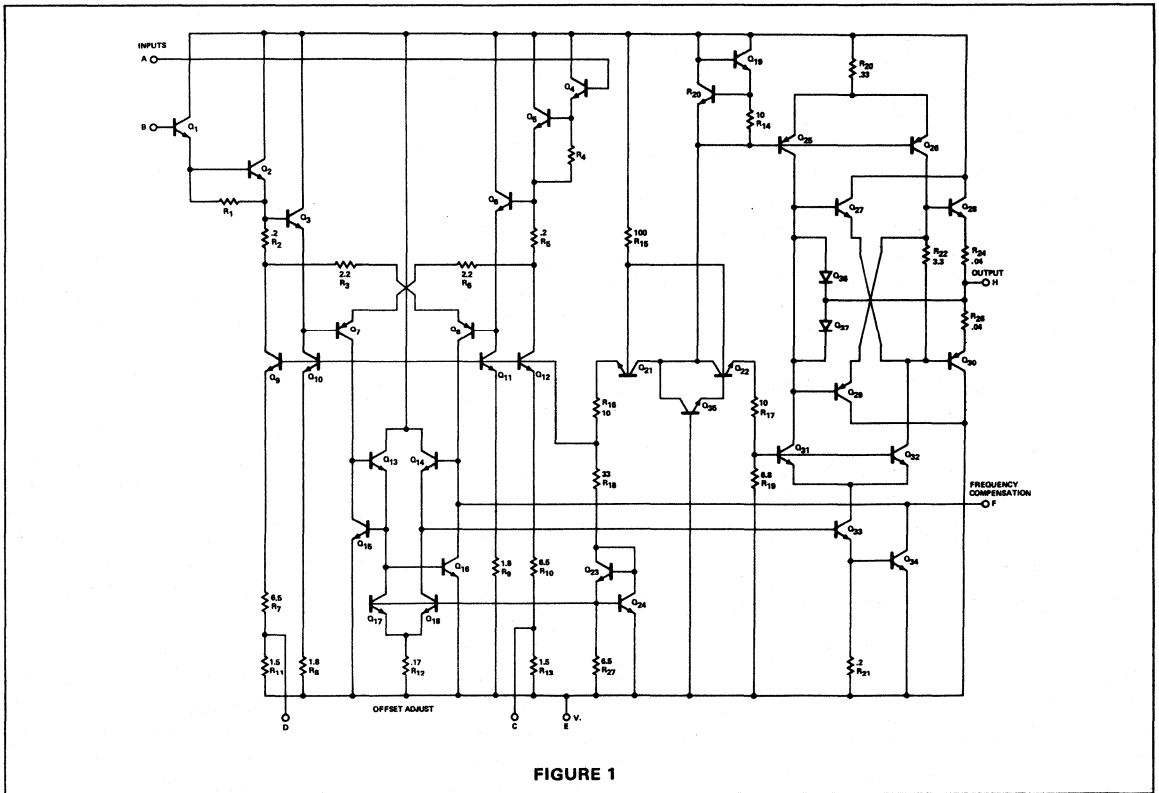 INPUTS
A
B
Q1
Q2
R1
Q3
.2
R2
2.2
R3
2.2
R6
Q4
Q5
R4
Q6
.2
R5
Q7
Q8
Q9
Q10
Q11
Q12
Q13
Q14
Q15
Q16
Q17
Q18
6.5
R7
1.5
R11
1.8
R8
.17
R12
1.8
R9
6.5
R10
1.5
R13
OFFSET ADJUST
D
C
E
V-
100
R15
Q21
Q22
Q35
R16
10
33
R18
Q23
Q24
6.5
R27
10
R17
6.8
R19
Q19
R20
10
R14
R20
.33
Q25
Q26
Q27
Q28
R22
3.3
R24
.04
OUTPUT
H
Q36
Q37
R26
.04
Q29
Q30
Q31
Q32
FREQUENCY
COMPENSATION
F
Q33
Q34
.2
R21
FIGURE 1